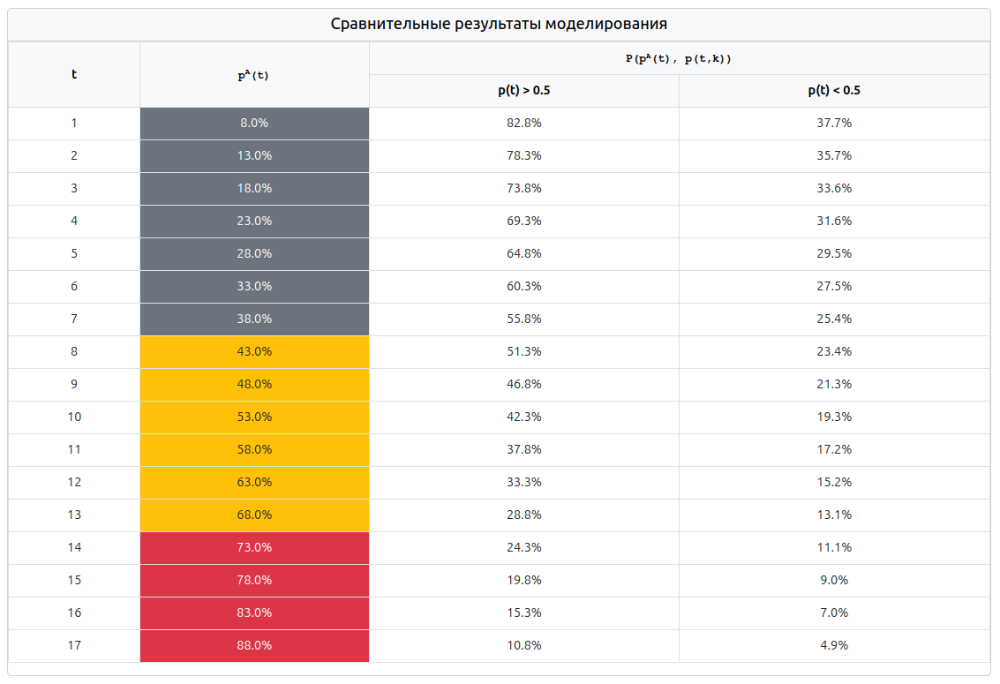 Сравнительные результаты моделирования
t pᴬ(t) P(pᴬ(t), p(t,k))
p(t) > 0.5 p(t) < 0.5
1 8.0% 82.8% 37.7%
2 13.0% 78.3% 35.7%
3 18.0% 73.8% 33.6%
4 23.0% 69.3% 31.6%
5 28.0% 64.8% 29.5%
6 33.0% 60.3% 27.5%
7 38.0% 55.8% 25.4%
8 43.0% 51.3% 23.4%
9 48.0% 46.8% 21.3%
10 53.0% 42.3% 19.3%
11 58.0% 37.8% 17.2%
12 63.0% 33.3% 15.2%
13 68.0% 28.8% 13.1%
14 73.0% 24.3% 11.1%
15 78.0% 19.8% 9.0%
16 83.0% 15.3% 7.0%
17 88.0% 10.8% 4.9%